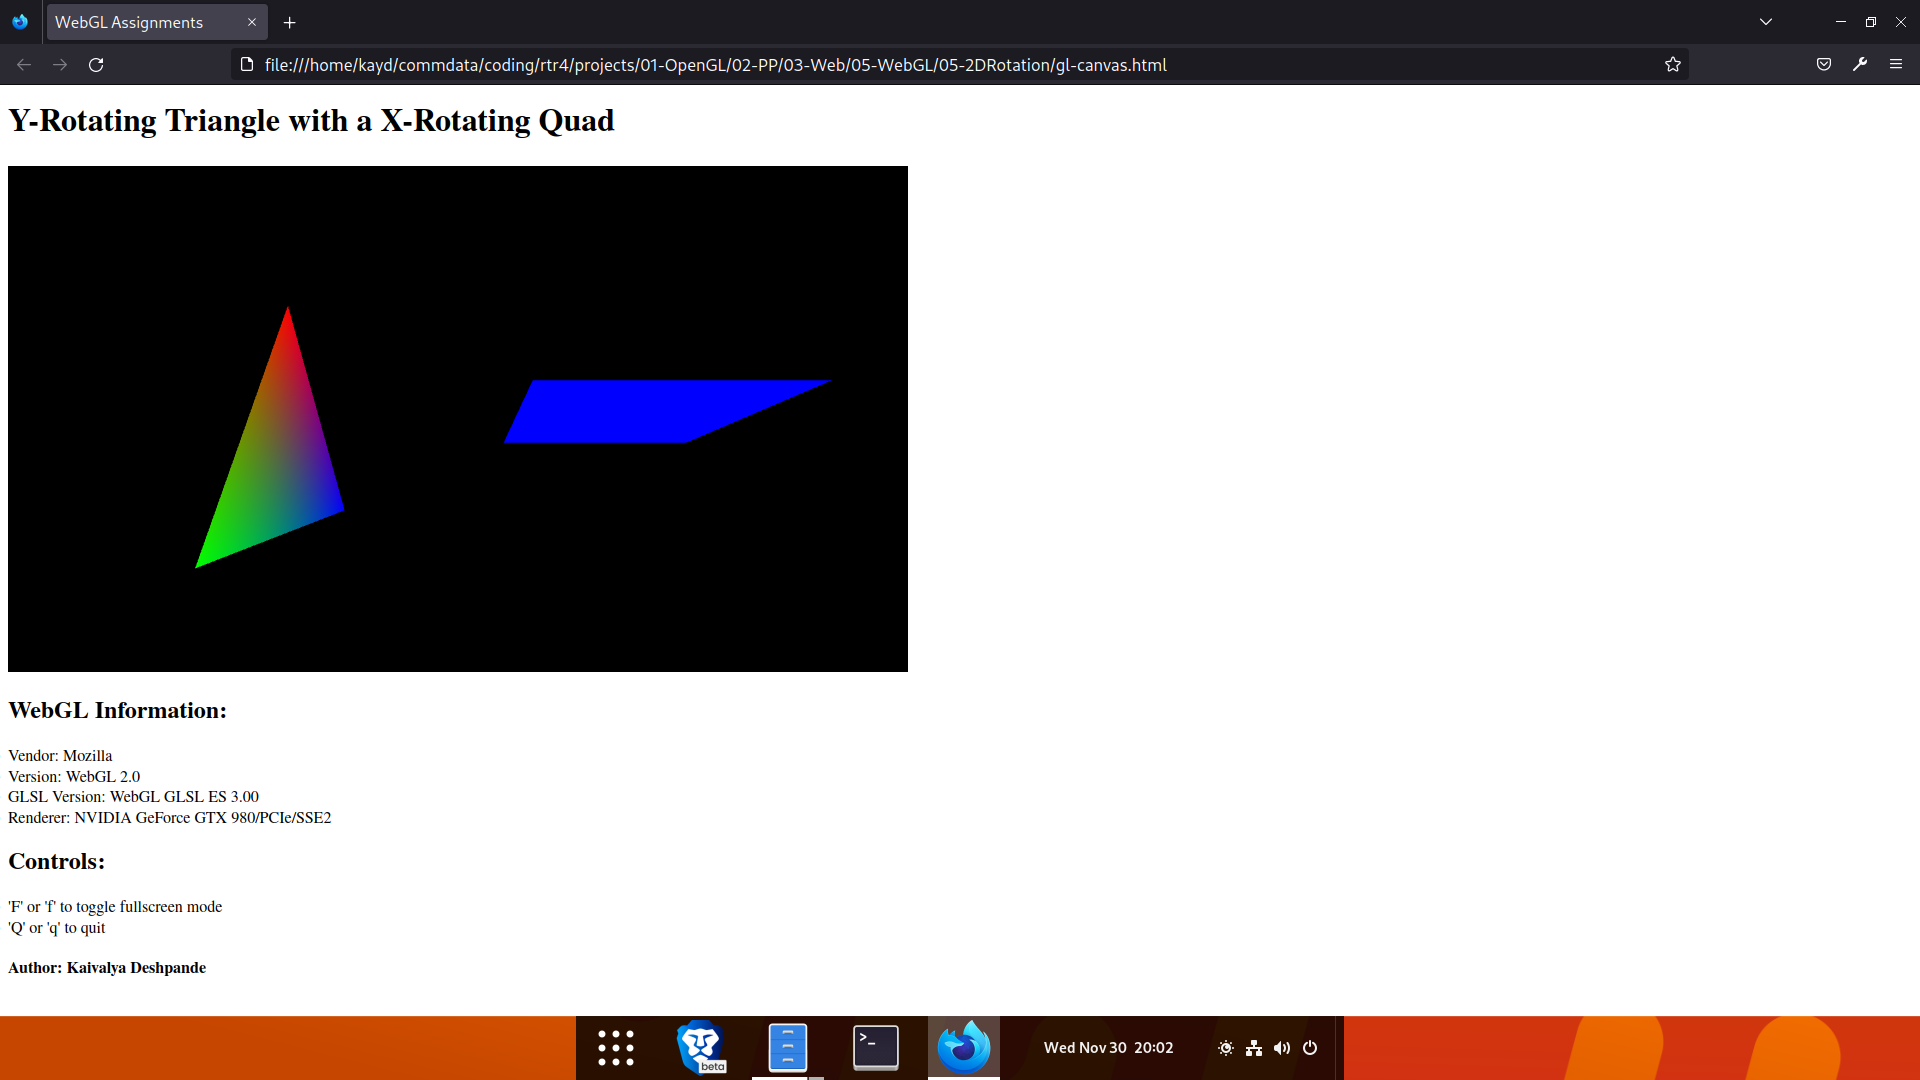 WebGL Assignments
file:///home/kayd/commdata/coding/rtr4/projects/01-OpenGL/02-PP/03-Web/05-WebGL/05-2DRotation/gl-canvas.html
Y-Rotating Triangle with a X-Rotating Quad
WebGL Information:
Vendor: Mozilla
Version: WebGL 2.0
GLSL Version: WebGL GLSL ES 3.00
Renderer: NVIDIA GeForce GTX 980/PCIe/SSE2
Controls:
'F' or 'f' to toggle fullscreen mode
'Q' or 'q' to quit
Author: Kaivalya Deshpande
beta
>_
Wed Nov 30 20:02